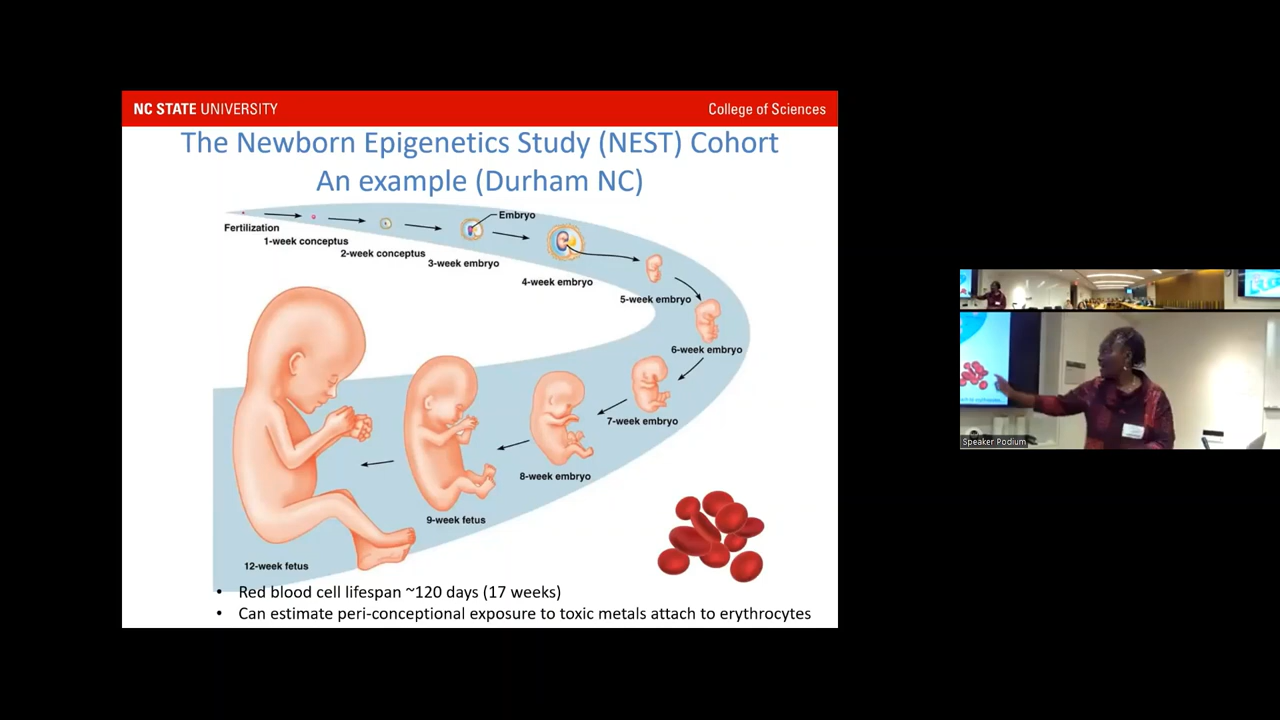 NC STATE UNIVERSITY
College of Sciences
The Newborn Epigenetics Study (NEST) Cohort
An example (Durham NC)
Fertilization
1-week conceptus
2-week conceptus
3-week embryo
Embryo
4-week embryo
5-week embryo
6-week embryo
7-week embryo
8-week embryo
9-week fetus
12-week fetus
• Red blood cell lifespan ~120 days (17 weeks)
• Can estimate peri-conceptional exposure to toxic metals attach to erythrocytes
Speaker Podium